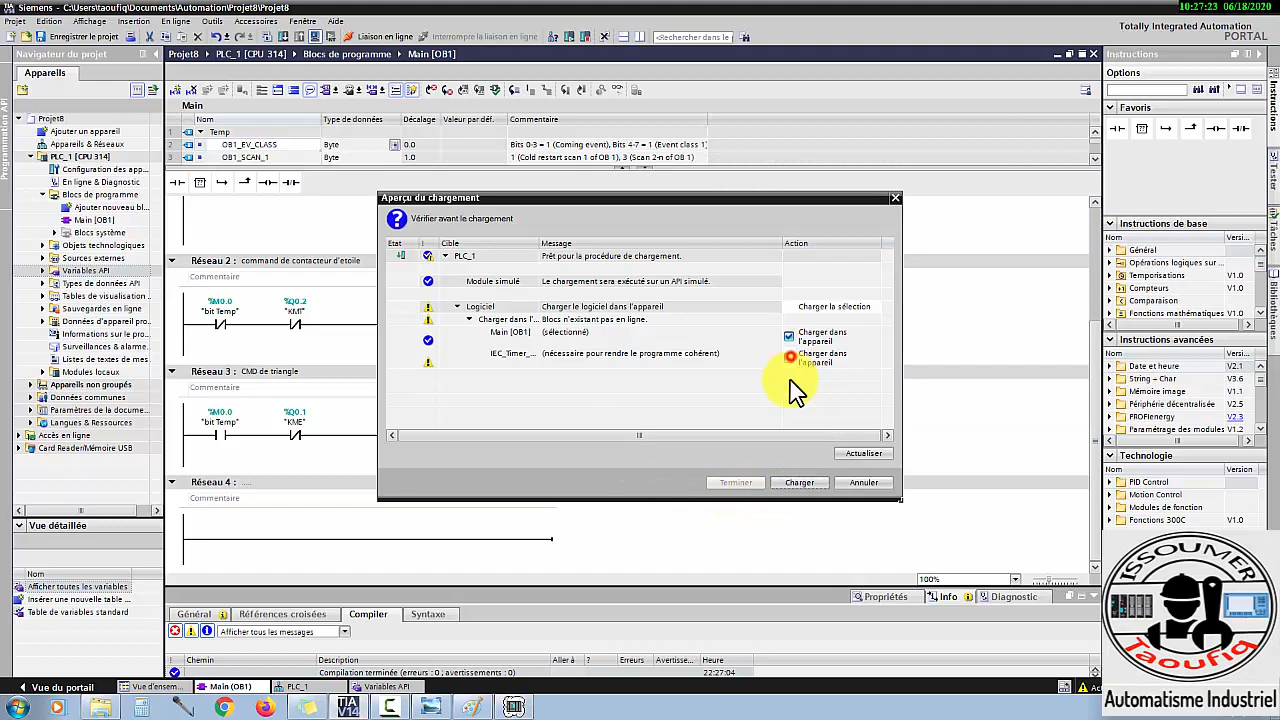 Siemens - C:\Users\taoufiq\Documents\Automation\Projet8\Projet8
10:27:23 06/18/2020
Projet Edition Affichage Insertion En ligne Outils Accessoires Fenêtre Aide
Totally Integrated Automation
PORTAL
Enregistrer le projet
Liaison en ligne
Interrompre la liaison en ligne
<Rechercher dans le
Navigateur du projet
Projet8 PLC_1 [CPU 314] Blocs de programme Main [OB1]
Instructions
Appareils
Options
Main
Nom Type de données Décalage Valeur par déf. Commentaire
1 Temp
2 OB1_EV_CLASS Byte 0.0 Bits 0-3 = 1 (Coming event), Bits 4-7 = 1 (Event class 1)
3 OB1_SCAN_1 Byte 1.0 1 (Cold restart scan 1 of OB 1), 3 (Scan 2-n of OB 1)
Projet8
Ajouter un appareil
Appareils & Réseaux
PLC_1 [CPU 314]
Configuration des app...
En ligne & Diagnostic
Blocs de programme
Ajouter nouveau bl...
Main [OB1]
Blocs système
Objets technologiques
Sources externes
Variables API
Types de données API
Tables de visualisation ...
Sauvegardes en ligne
Données d'appareil pro...
Informations sur le pro...
Surveillances & alarme...
Listes de textes de mes...
Modules locaux
Appareils non groupés
Données communes
Paramètres de la docume...
Langues & Ressources
Accès en ligne
Card Reader/Mémoire USB
Vue détaillée
Nom
Afficher toutes les variables
Insérer une nouvelle table ...
Table de variables standard
Réseau 2 : command de contacteur d'etoile
Commentaire
%M0.0 %Q0.2
"bit Temp" "KMT"
Réseau 3 : CMD de triangle
Commentaire
%M0.0 %Q0.1
"bit Temp" "KME"
Réseau 4 : .....
Commentaire
Aperçu du chargement
Vérifier avant le chargement
Etat ! Cible Message Action
PLC_1 Prêt pour la procédure de chargement.
Module simulé Le chargement sera exécuté sur un API simulé.
Logiciel Charger le logiciel dans l'appareil Charger la sélection
Charger dans l'... Blocs n'existant pas en ligne.
Main [OB1] (sélectionné) Charger dans
l'appareil
IEC_Timer_... (nécessaire pour rendre le programme cohérent) Charger dans
l'appareil
Actualiser
Terminer Charger Annuler
100%
Propriétés Info Diagnostic
Général Références croisées Compiler Syntaxe
Afficher tous les messages
! Chemin Description Aller à ? Erreurs Avertisse... Heure
Compilation terminée (erreurs : 0 ; avertissements : 0) 22:27:04
Favoris
Instructions de base
Nom Versi...
Général
Opérations logiques sur ...
Temporisations V1.0
Compteurs V1.0
Comparaison
Fonctions mathématiques V1.0
Instructions avancées
Nom Versi...
Date et heure V2.1
String + Char V3.6
Mémoire image V1.1
Périphérie décentralisée V2.5
PROFIenergy V2.3
Paramétrage des modules V1.2
Technologie
Nom Version
PID Control
Motion Control
Modules de fonction
Fonctions 300C V1.0
Instructions
Tester
Tâches
ISSOUMER
Taoufiq
Automatisme Industriel
Vue du portail
Vue d'ensem...
Main (OB1)
PLC_1
Variables API
TIA
V14